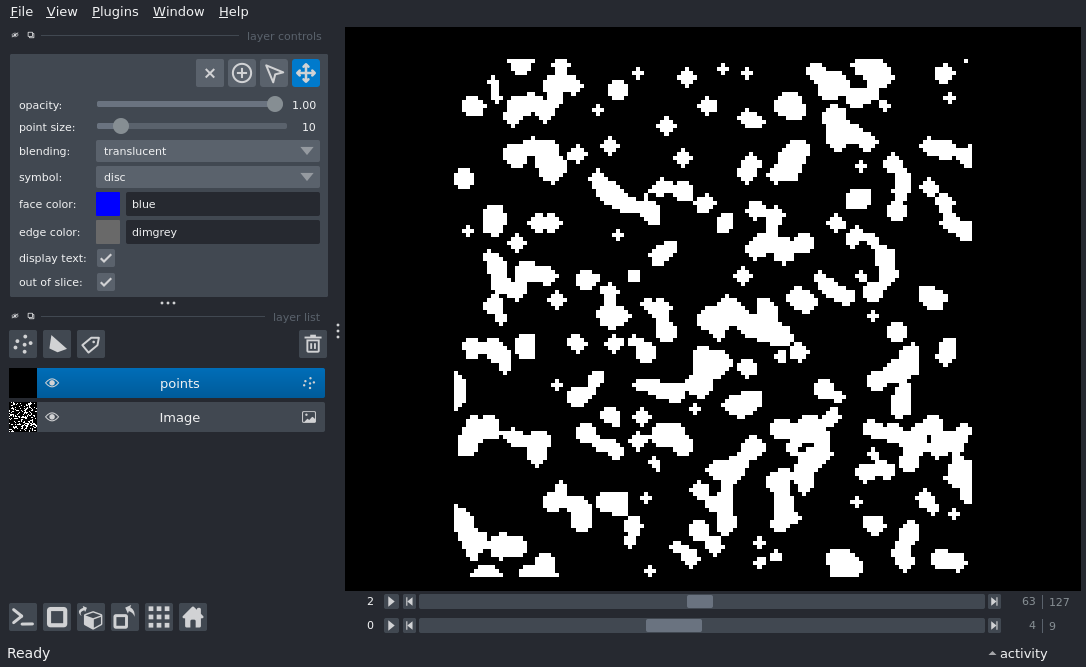 File View Plugins Window Help
layer controls
opacity: 1.00
point size: 10
blending: translucent
symbol: disc
face color: blue
edge color: dimgrey
display text:
out of slice:
layer list
points
Image
2 63 127
0 4 9
Ready activity